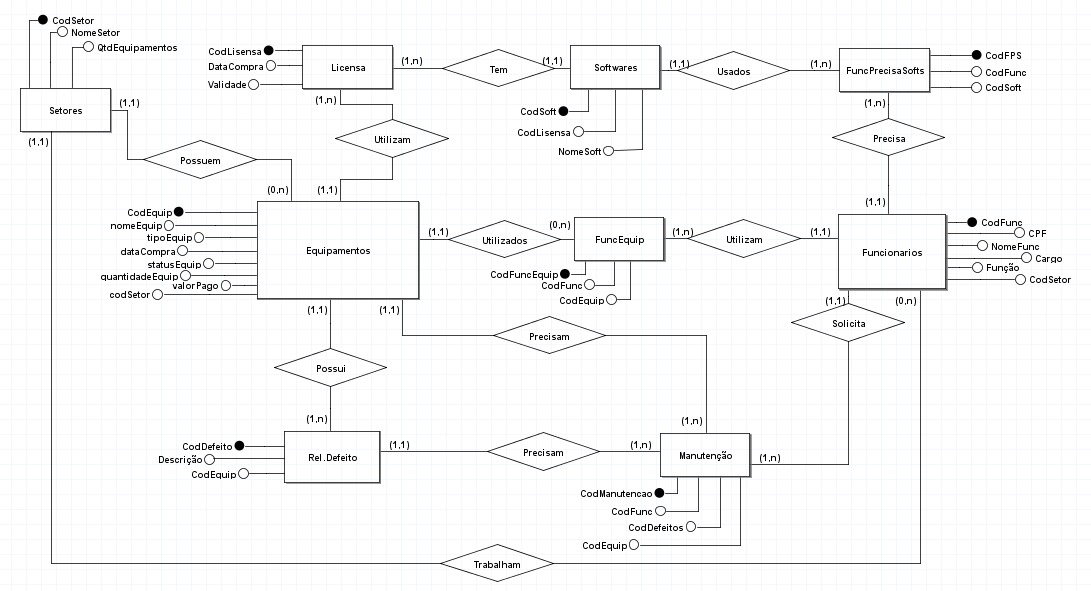 CodSetor
NomeSetor
QtdEquipamentos
Setores
(1,1)
(1,1)
Possuem
(0,n)
CodLisensa
DataCompra
Validade
Licensa
(1,n)
Tem
(1,1)
Softwares
(1,1)
Usados
(1,n)
FuncPrecisaSofts
CodFPS
CodFunc
CodSoft
(1,n)
Utilizam
(1,1)
CodSoft
CodLisensa
NomeSoft
(1,n)
Precisa
(1,1)
CodEquip
nomeEquip
tipoEquip
dataCompra
statusEquip
quantidadeEquip
valorPago
codSetor
Equipamentos
(1,1)
Utilizados
(0,n)
FuncEquip
(1,n)
Utilizam
(1,1)
Funcionarios
CodFunc
CPF
NomeFunc
Cargo
Função
CodSetor
CodFuncEquip
CodFunc
CodEquip
(1,1)
(1,1)
Precisam
(1,1)
(0,n)
Solicita
Possui
(1,n)
(1,n)
CodDefeito
Descrição
CodEquip
Rel.Defeito
(1,1)
Precisam
(1,n)
Manutenção
(1,n)
CodManutencao
CodFunc
CodDefeitos
CodEquip
Trabalham